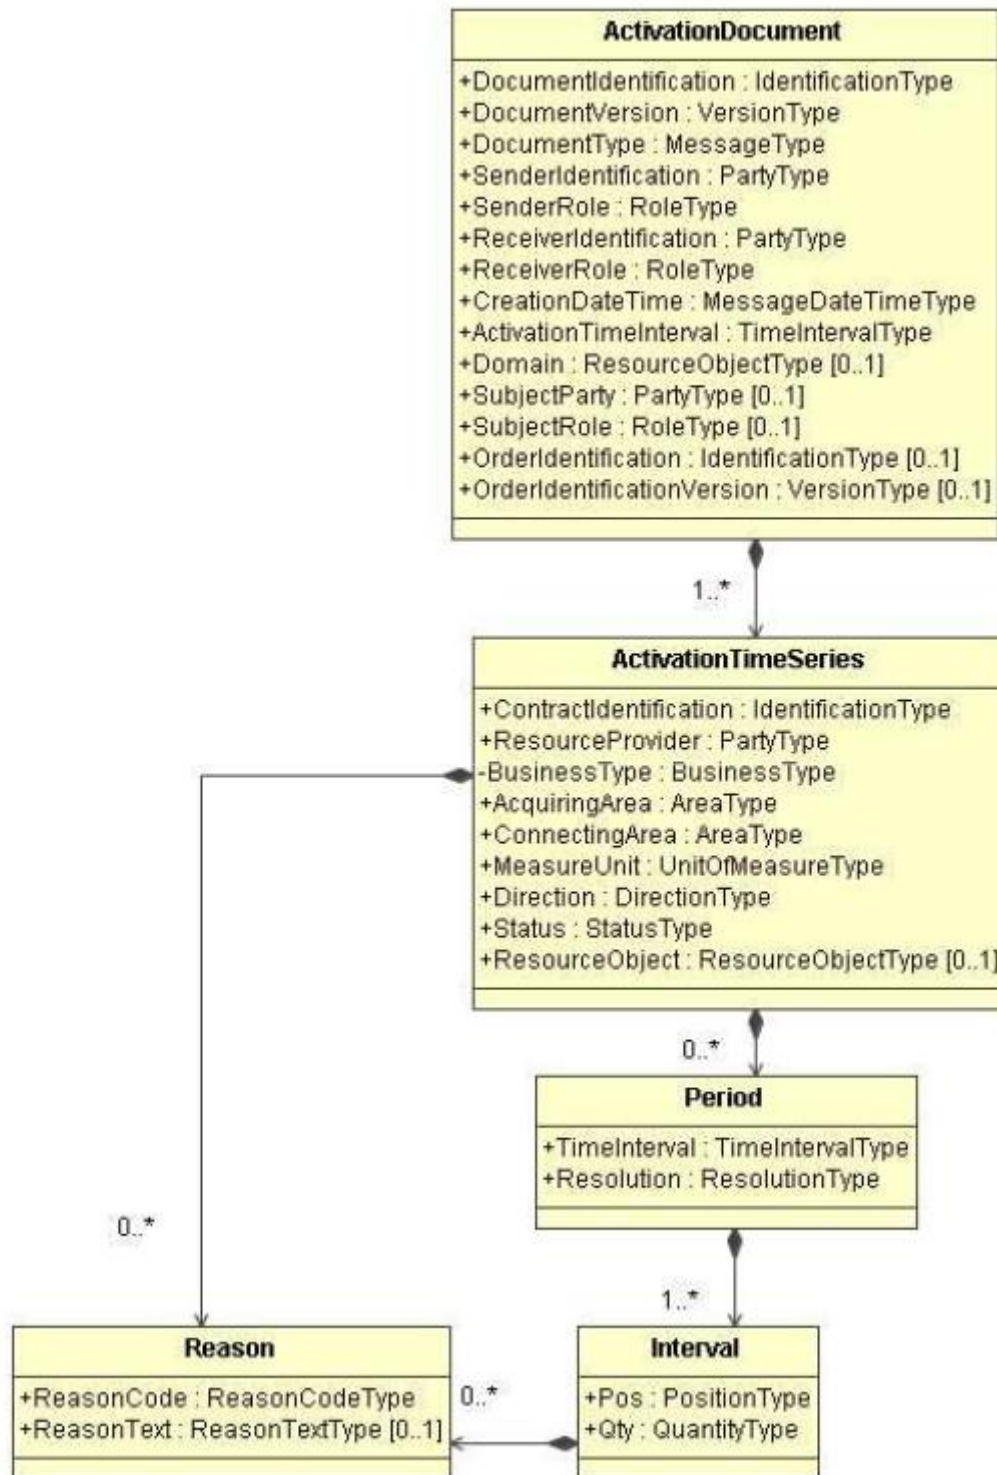 ActivationDocument
+DocumentIdentification : IdentificationType
+DocumentVersion : VersionType
+DocumentType : MessageType
+SenderIdentification : PartyType
+SenderRole : RoleType
+ReceiverIdentification : PartyType
+ReceiverRole : RoleType
+CreationDateTime : MessageDateTimeType
+ActivationTimeInterval : TimeIntervalType
+Domain : ResourceObjectType [0..1]
+SubjectParty : PartyType [0..1]
+SubjectRole : RoleType [0..1]
+OrderIdentification : IdentificationType [0..1]
+OrderIdentificationVersion : VersionType [0..1]
1..*
ActivationTimeSeries
+ContractIdentification : IdentificationType
+ResourceProvider : PartyType
-BusinessType : BusinessType
+AcquiringArea : AreaType
+ConnectingArea : AreaType
+MeasureUnit : UnitOfMeasureType
+Direction : DirectionType
+Status : StatusType
+ResourceObject : ResourceObjectType [0..1]
0..*
Period
+TimeInterval : TimeIntervalType
+Resolution : ResolutionType
0..*
1..*
Reason
+ReasonCode : ReasonCodeType
+ReasonText : ReasonTextType [0..1]
0..*
Interval
+Pos : PositionType
+Qty : QuantityType